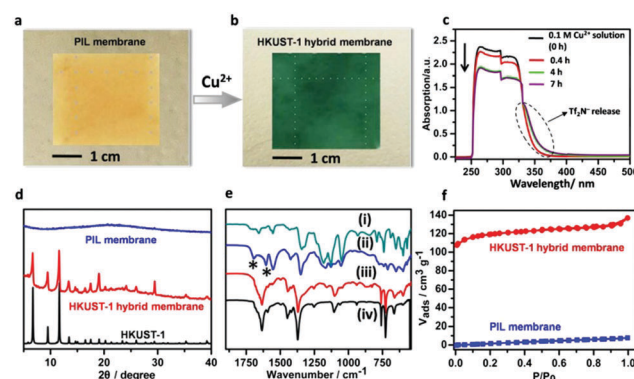 a
PIL membrane
1 cm
Cu²⁺
b
HKUST-1 hybrid membrane
1 cm
c
Absorption/a.u.
2.5
2.0
1.5
1.0
0.5
0.0
0.1 M Cu²⁺ solution
(0 h)
0.4 h
4 h
7 h
Tf₂N⁻ release
250 300 350 400 450 500
Wavelength/ nm
d
PIL membrane
HKUST-1 hybrid membrane
HKUST-1
5 10 15 20 25 30 35 40
2θ / degree
e
(i)
(ii)
* *
(iii)
(iv)
1750 1500 1250 1000 750
Wavenumber / cm⁻¹
f
V ads / cm³ g⁻¹
140
120
100
80
60
40
20
0
HKUST-1 hybrid membrane
PIL membrane
0.0 0.2 0.4 0.6 0.8 1.0
P/P₀